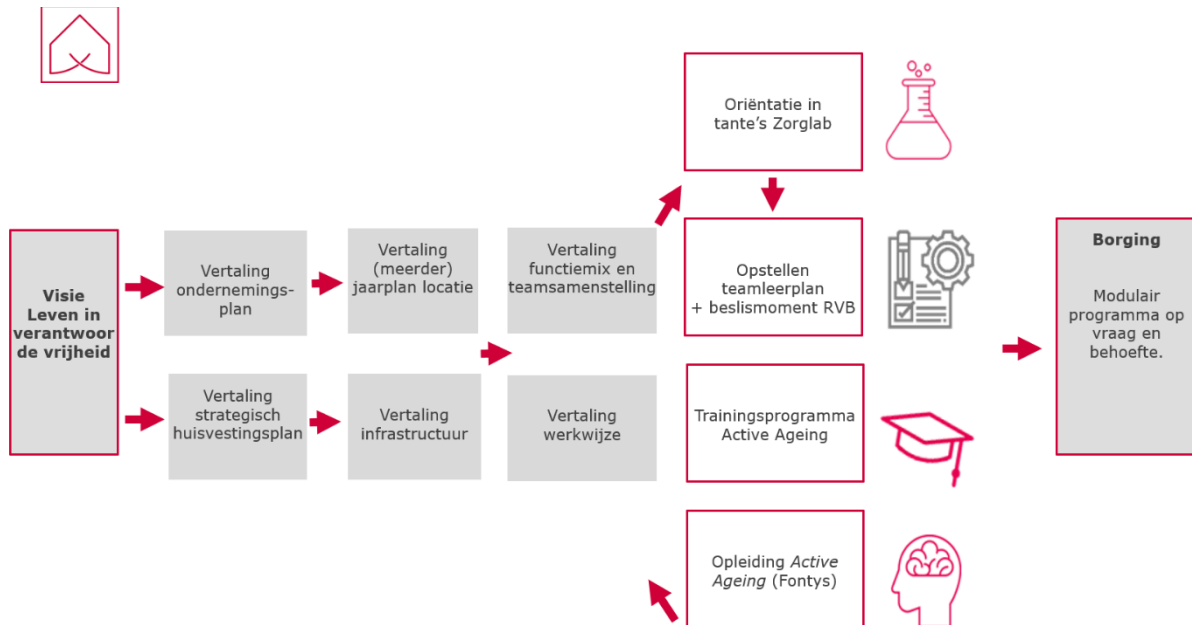 Visie
Leven in
verantwoor
de vrijheid
Vertaling
ondernemings-
plan
Vertaling
strategisch
huisvestingsplan
Vertaling
(meerder)
jaarplan locatie
Vertaling
infrastructuur
Vertaling
functiemix en
teamsamenstelling
Vertaling
werkwijze
Oriëntatie in
tante’s Zorglab
Opstellen
teamleerplan
+ beslismoment RVB
Trainingsprogramma
Active Ageing
Opleiding Active
Ageing (Fontys)
Borging
Modulair
programma op
vraag en
behoefte.